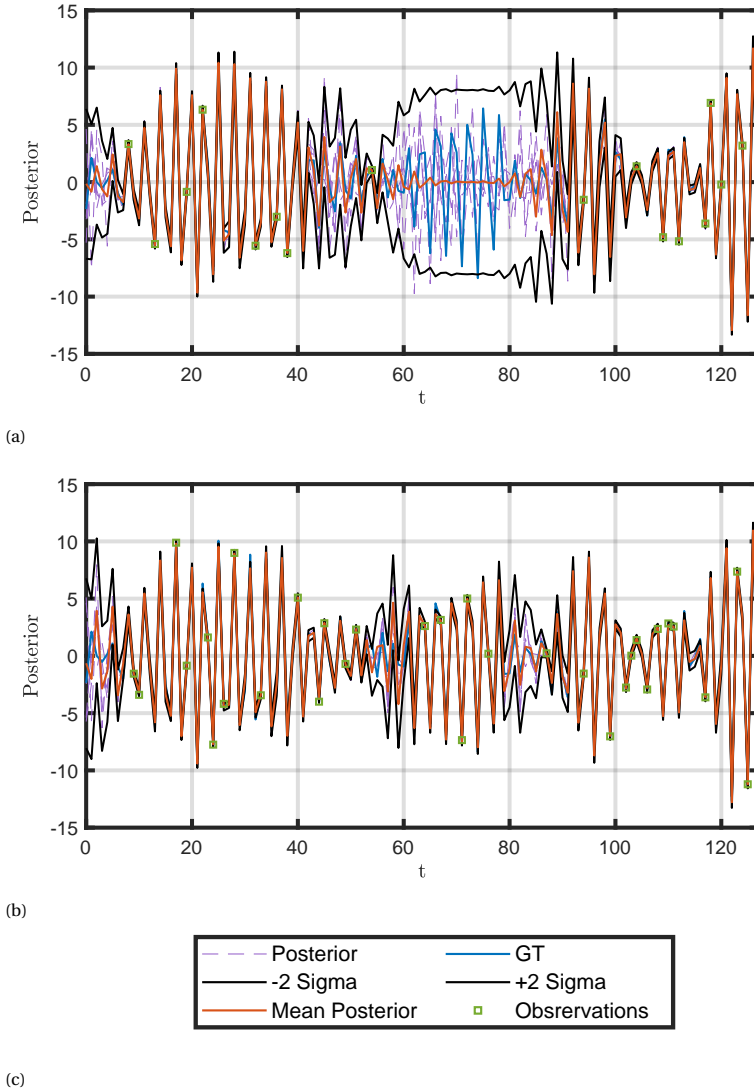 15
10
5
0
-5
-10
-15
Posterior
0 20 40 60 80 100 120
t
(a)
15
10
5
0
-5
-10
-15
Posterior
0 20 40 60 80 100 120
t
(b)
Posterior GT
-2 Sigma +2 Sigma
Mean Posterior Obsrervations
(c)